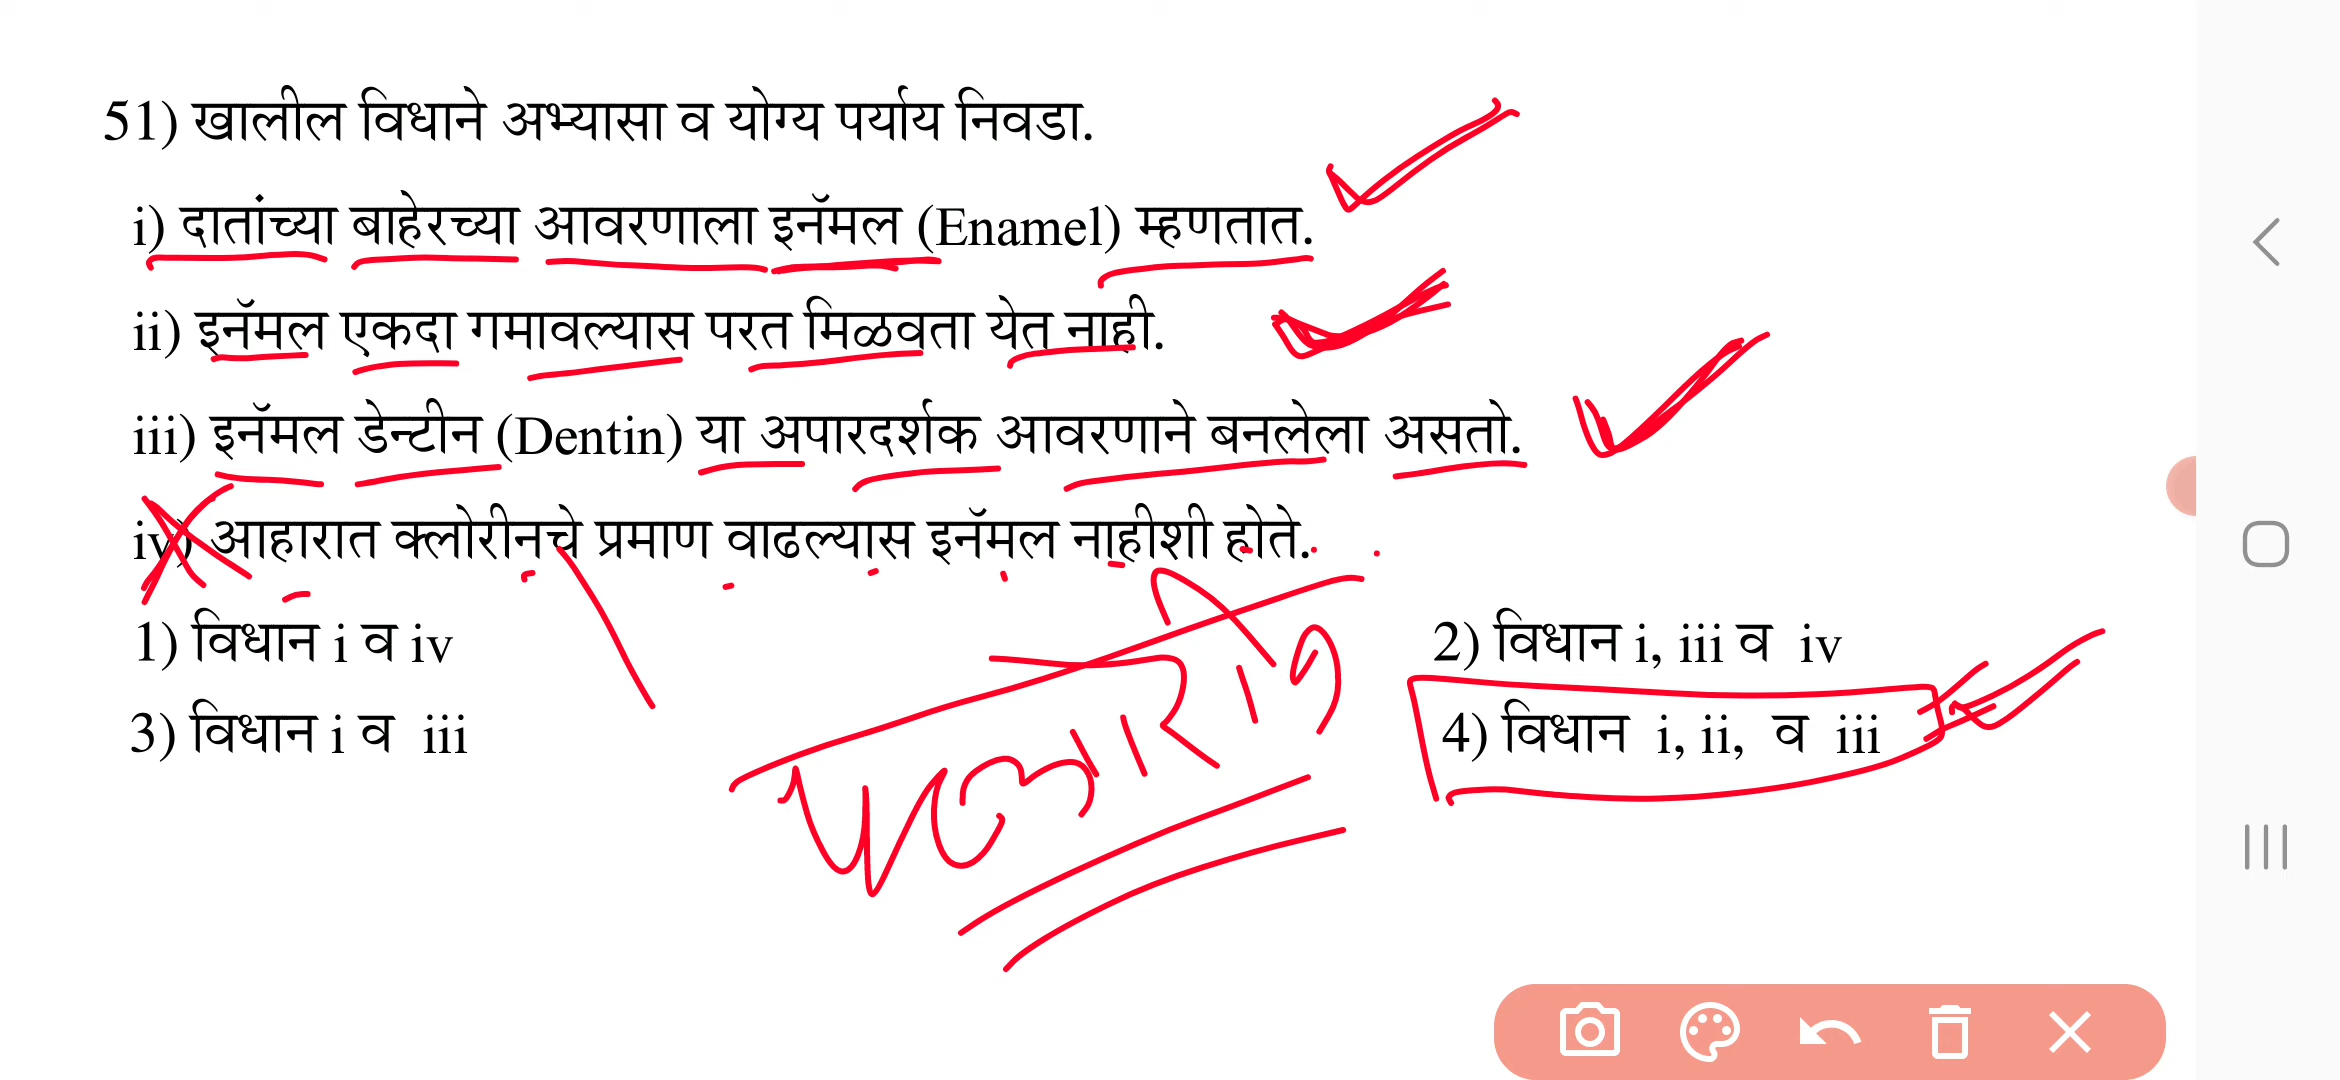 51) खालील विधाने अभ्यासा व योग्य पर्याय निवडा.
i) दातांच्या बाहेरच्या आवरणाला इनॅमल (Enamel) म्हणतात.
ii) इनॅमल एकदा गमावल्यास परत मिळवता येत नाही.
iii) इनॅमल डेन्टीन (Dentin) या अपारदर्शक आवरणाने बनलेला असतो.
iv) आहारात क्लोरीनचे प्रमाण वाढल्यास इनॅमल नाहीशी होते.
1) विधान i व iv
2) विधान i, iii व iv
3) विधान i व iii
4) विधान i, ii, व iii